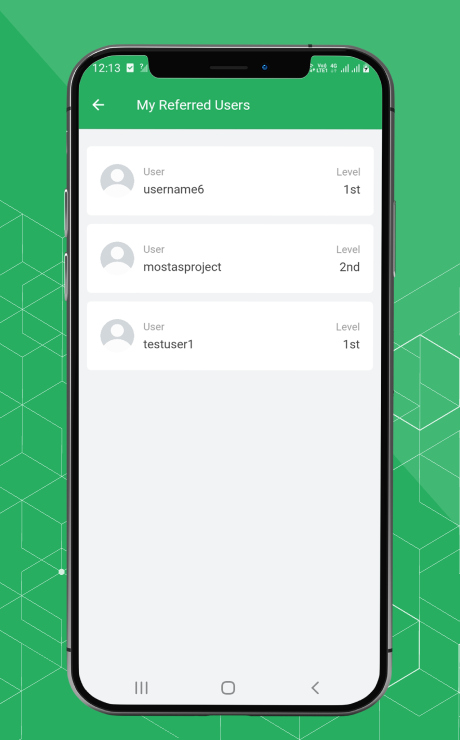 12:13
My Referred Users
User
Level
username6
1st
User
Level
mostasproject
2nd
User
Level
testuser1
1st